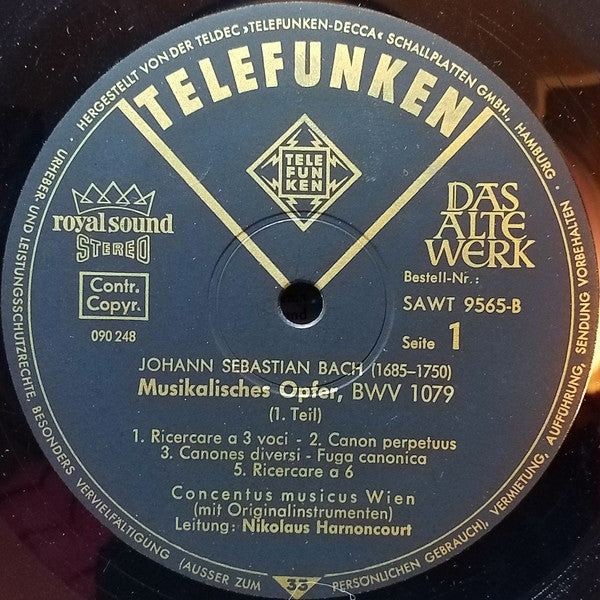 HERGESTELLT VON DER TELDEC »TELEFUNKEN-DECCA« SCHALLPLATTEN GMBH., HAMBURG •
URHEBER- UND LEISTUNGSSCHUTZRECHTE, BESONDERS VERVIELFÄLTIGUNG (AUSSER ZUM PERSÖNLICHEN GEBRAUCH), VERMIETUNG, AUFFÜHRUNG, SENDUNG VORBEHALTEN •
TELEFUNKEN
TELE
FUN
KEN
royal sound
STEREO
DAS
ALTE
WERK
Contr.
Copyr.
090 248
Bestell-Nr.:
SAWT 9565-B
Seite 1
JOHANN SEBASTIAN BACH (1685–1750)
Musikalisches Opfer, BWV 1079
(1. Teil)
1. Ricercare a 3 voci - 2. Canon perpetuus
3. Canones diversi - Fuga canonica
5. Ricercare a 6
Concentus musicus Wien
(mit Originalinstrumenten)
Leitung: Nikolaus Harnoncourt
33